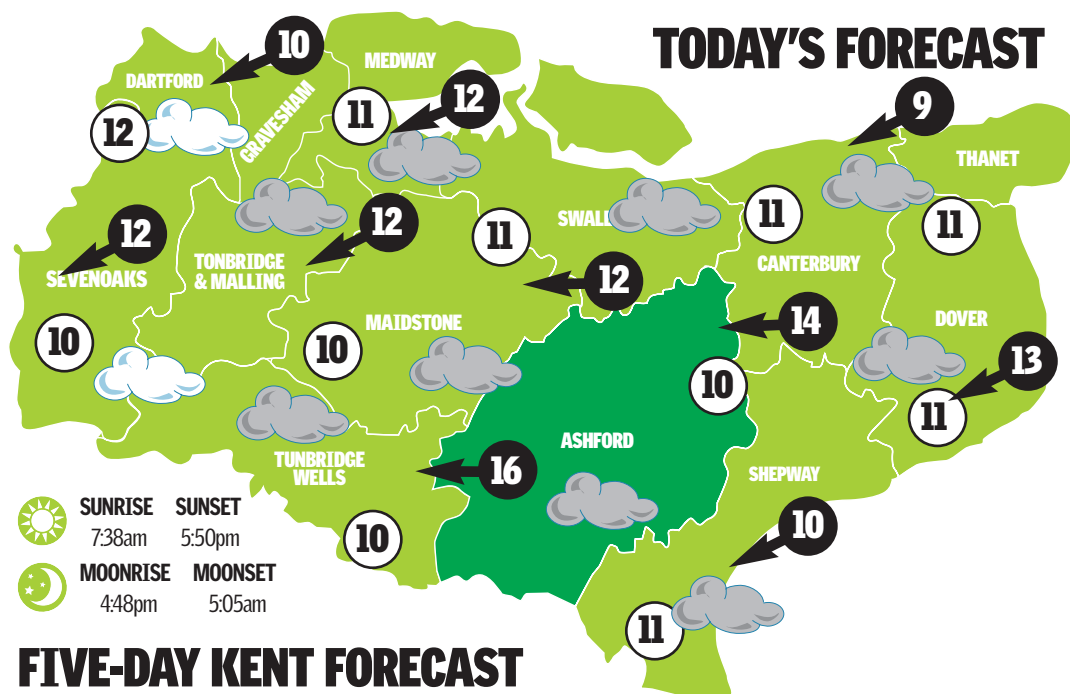 TODAY'S FORECAST
10
MEDWAY
DARTFORD
GRAVESHAM
12
11
12
9
THANET
12
12
SWALE
11
11
11
SEVENOAKS
TONBRIDGE
& MALLING
CANTERBURY
12
10
10
MAIDSTONE
14
DOVER
13
10
11
ASHFORD
TUNBRIDGE
WELLS
16
SHEPWAY
10
10
11
SUNRISE SUNSET
7:38am 5:50pm
MOONRISE MOONSET
4:48pm 5:05am
FIVE-DAY KENT FORECAST